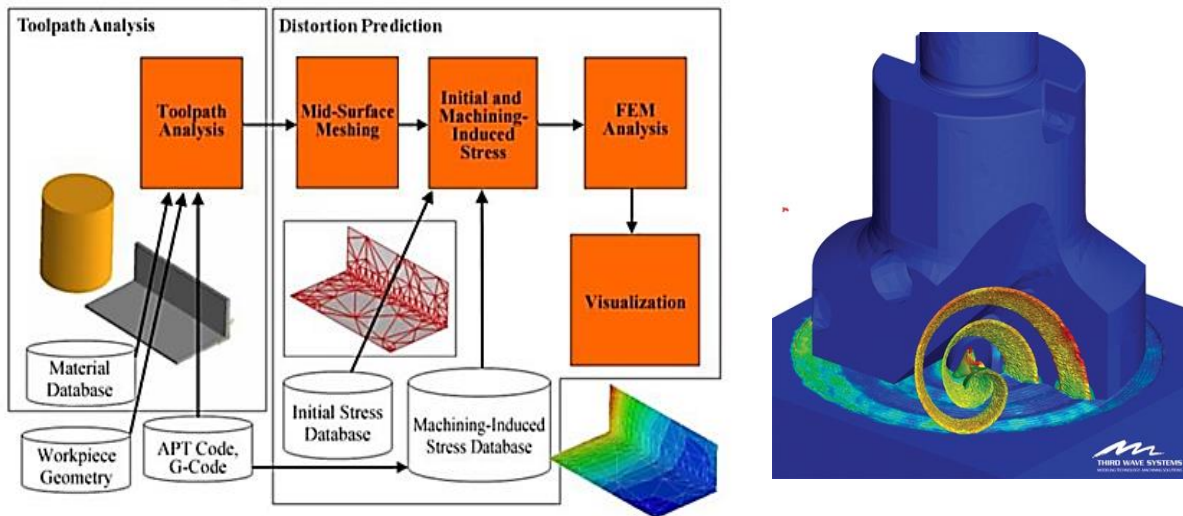 Toolpath Analysis
Distortion Prediction
Toolpath
Analysis
Mid-Surface
Meshing
Initial and
Machining-
Induced
Stress
FEM
Analysis
Visualization
Material
Database
Workpiece
Geometry
APT Code,
G-Code
Initial Stress
Database
Machining-Induced
Stress Database
THIRD WAVE SYSTEMS